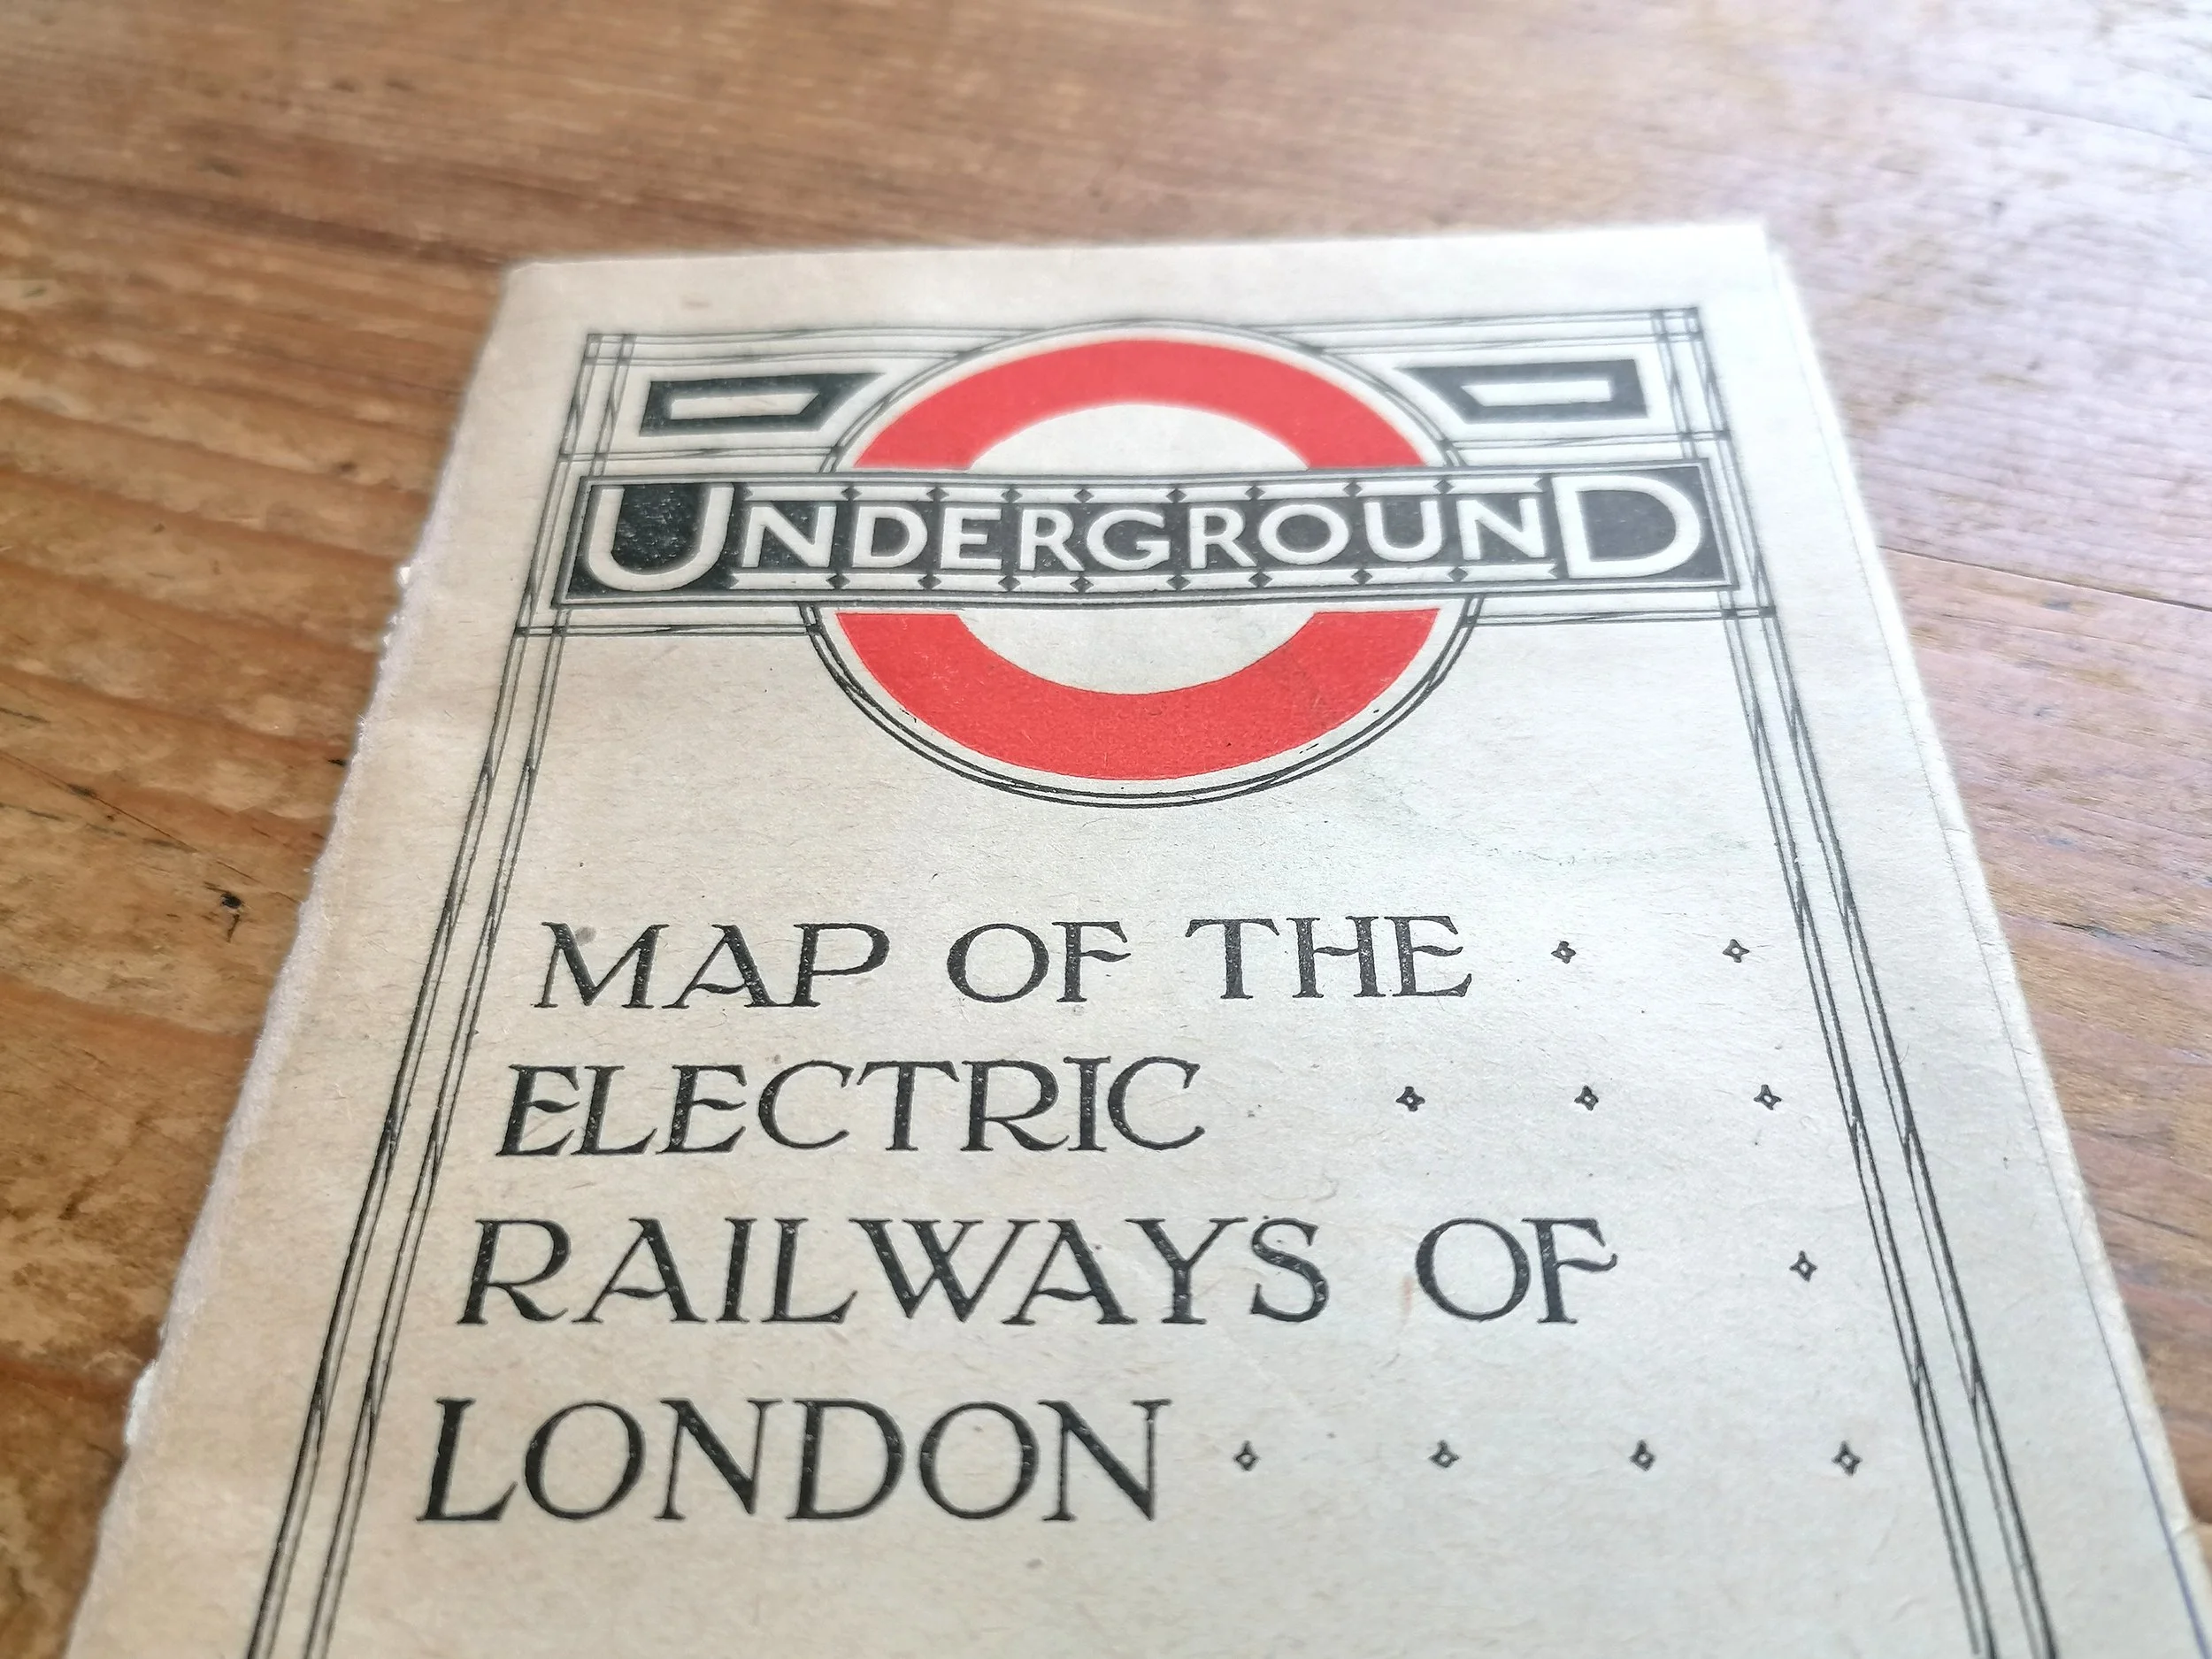 UNDERGROUND
MAP OF THE
ELECTRIC
RAILWAYS OF
LONDON